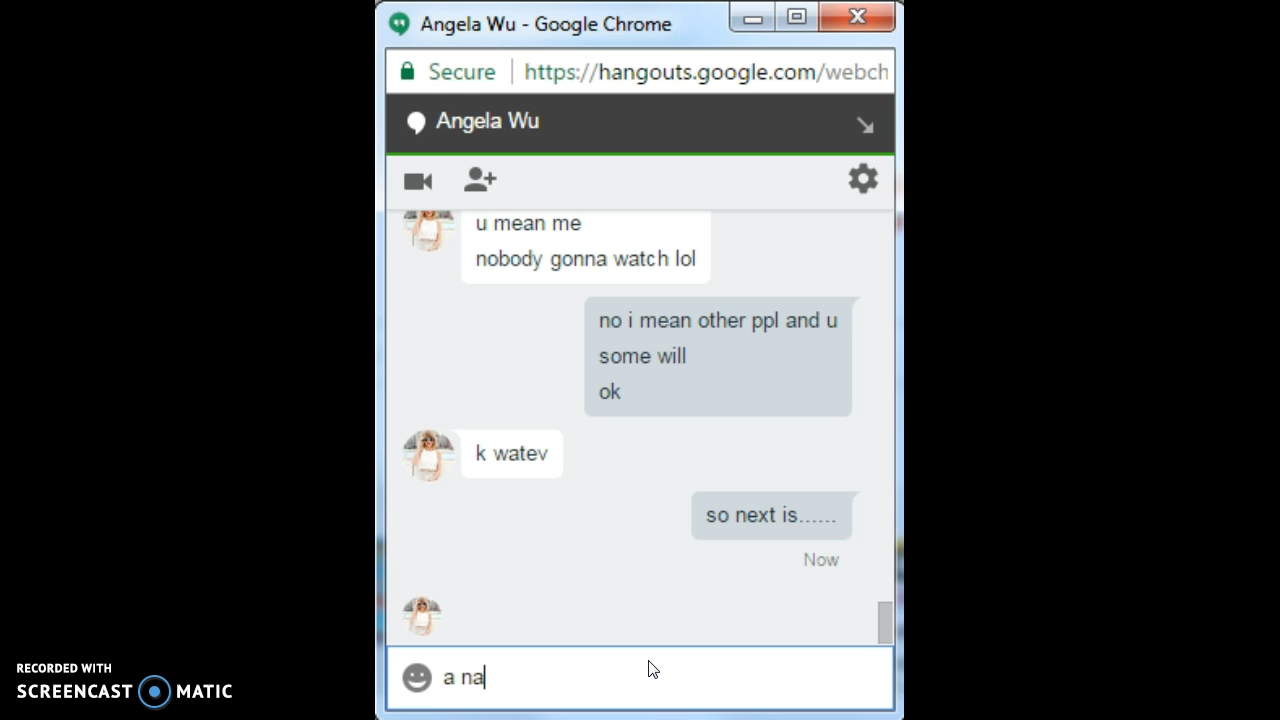 Angela Wu - Google Chrome
Secure
https://hangouts.google.com/webch
Angela Wu
u mean me
nobody gonna watch lol
no i mean other ppl and u
some will
ok
k watev
so next is......
Now
a na
RECORDED WITH
SCREENCAST MATIC